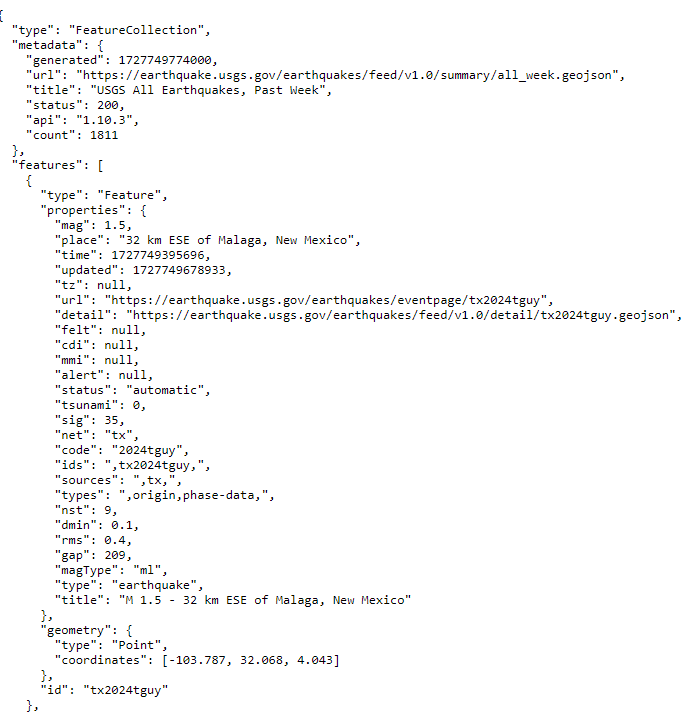 {
"type": "FeatureCollection",
"metadata": {
"generated": 1727749774000,
"url": "https://earthquake.usgs.gov/earthquakes/feed/v1.0/summary/all_week.geojson",
"title": "USGS All Earthquakes, Past Week",
"status": 200,
"api": "1.10.3",
"count": 1811
},
"features": [
{
"type": "Feature",
"properties": {
"mag": 1.5,
"place": "32 km ESE of Malaga, New Mexico",
"time": 1727749395696,
"updated": 1727749678933,
"tz": null,
"url": "https://earthquake.usgs.gov/earthquakes/eventpage/tx2024tguy",
"detail": "https://earthquake.usgs.gov/earthquakes/feed/v1.0/detail/tx2024tguy.geojson",
"felt": null,
"cdi": null,
"mmi": null,
"alert": null,
"status": "automatic",
"tsunami": 0,
"sig": 35,
"net": "tx",
"code": "2024tguy",
"ids": ",tx2024tguy,",
"sources": ",tx,",
"types": ",origin,phase-data,",
"nst": 9,
"dmin": 0.1,
"rms": 0.4,
"gap": 209,
"magType": "ml",
"type": "earthquake",
"title": "M 1.5 - 32 km ESE of Malaga, New Mexico"
},
"geometry": {
"type": "Point",
"coordinates": [-103.787, 32.068, 4.043]
},
"id": "tx2024tguy"
},